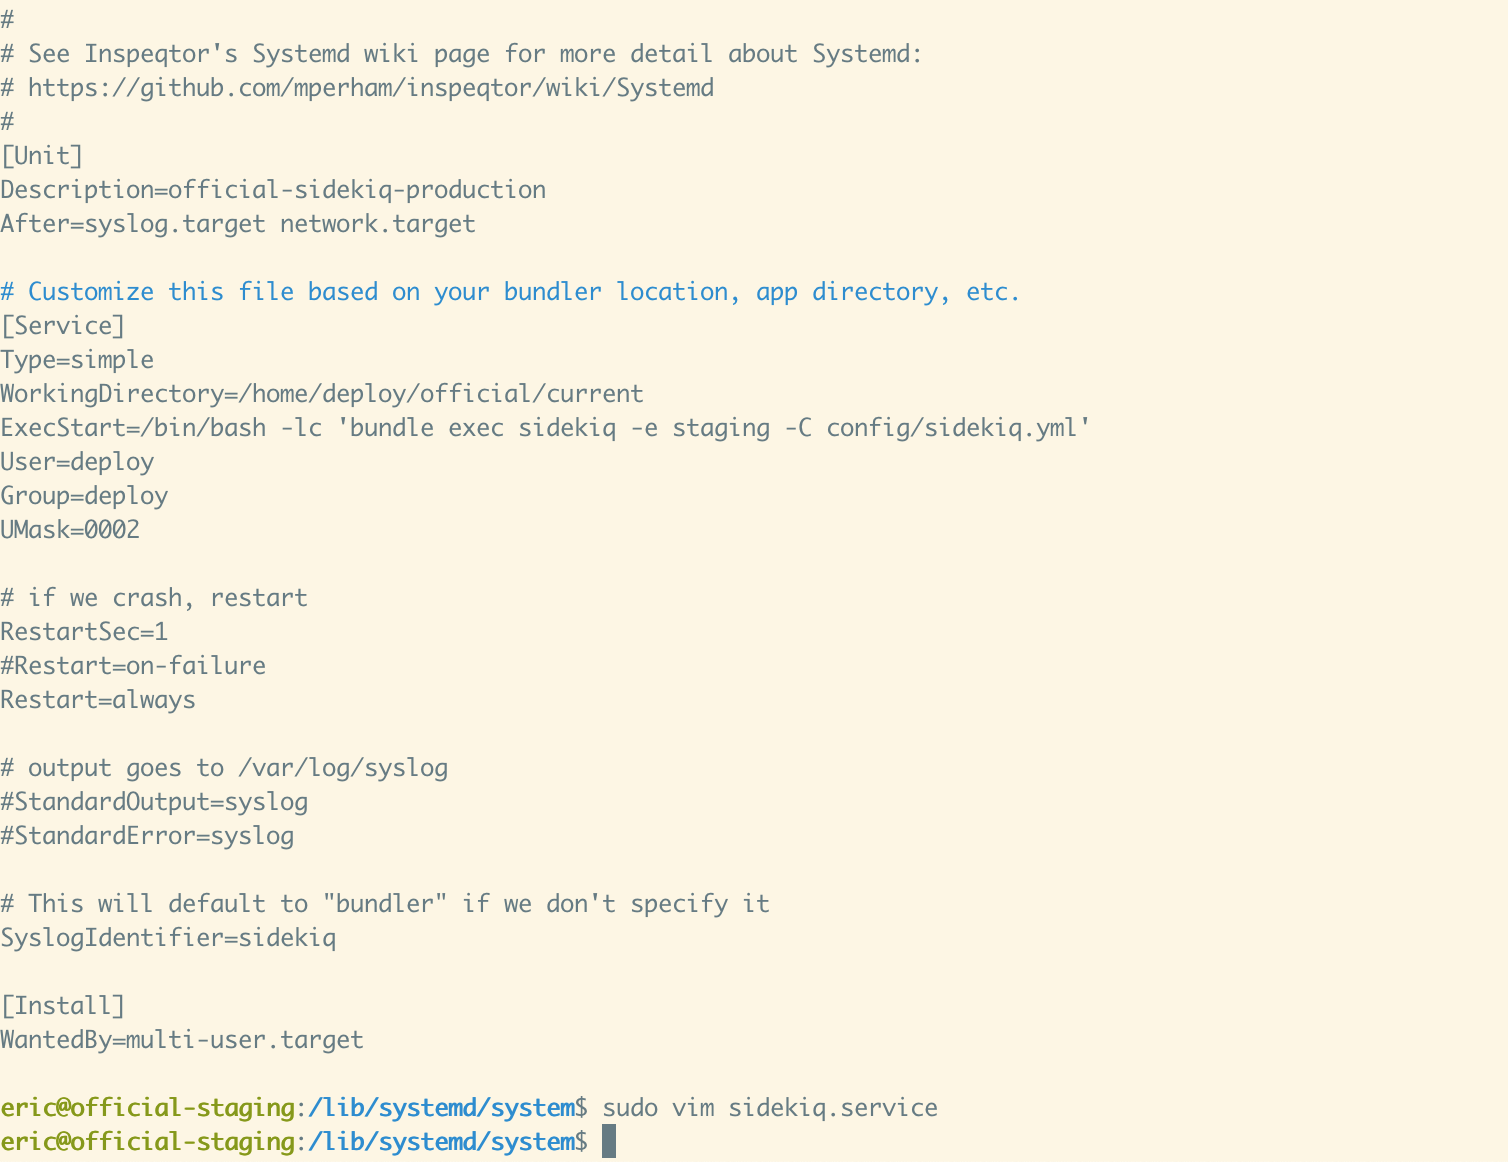 #
# See Inspeqtor's Systemd wiki page for more detail about Systemd:
# https://github.com/mperham/inspeqtor/wiki/Systemd
#
[Unit]
Description=official-sidekiq-production
After=syslog.target network.target

# Customize this file based on your bundler location, app directory, etc.
[Service]
Type=simple
WorkingDirectory=/home/deploy/official/current
ExecStart=/bin/bash -lc 'bundle exec sidekiq -e staging -C config/sidekiq.yml'
User=deploy
Group=deploy
UMask=0002

# if we crash, restart
RestartSec=1
#Restart=on-failure
Restart=always

# output goes to /var/log/syslog
#StandardOutput=syslog
#StandardError=syslog

# This will default to "bundler" if we don't specify it
SyslogIdentifier=sidekiq

[Install]
WantedBy=multi-user.target

eric@official-staging:/lib/systemd/system$ sudo vim sidekiq.service
eric@official-staging:/lib/systemd/system$